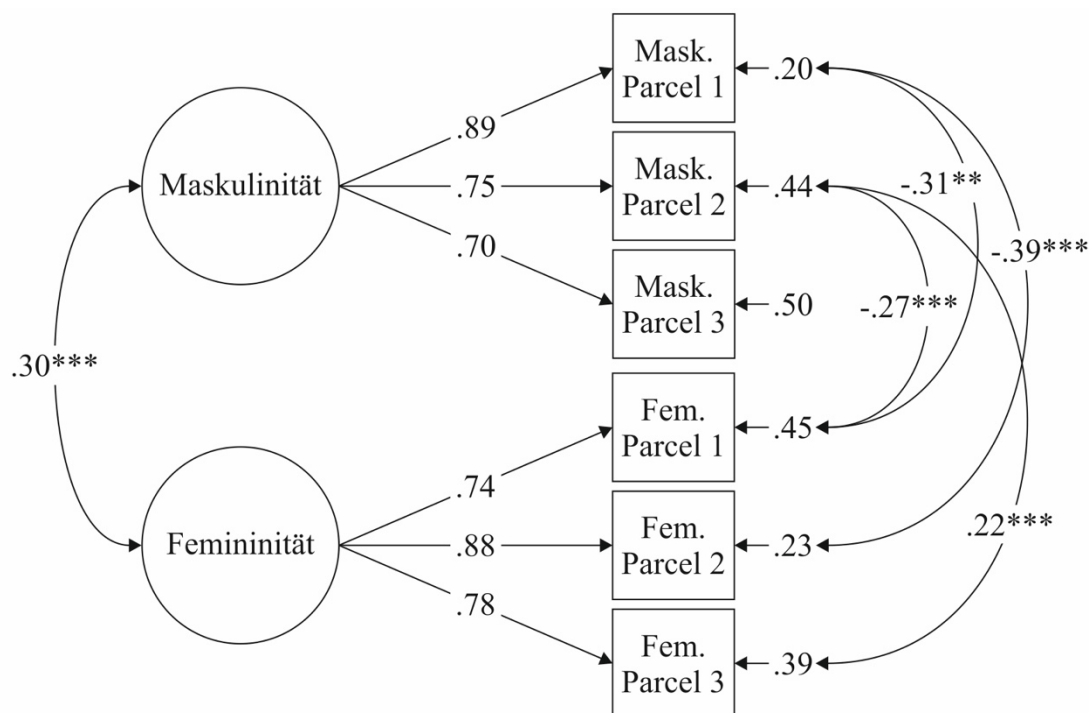 Mask.
Parcel 1
.20
.89
Maskulinität
.75
Mask.
Parcel 2
.44
-.31**
.70
-.39***
Mask.
Parcel 3
.50
-.27***
.30***
Fem.
Parcel 1
.45
.74
Femininität
.88
Fem.
Parcel 2
.23
.22***
.78
Fem.
Parcel 3
.39